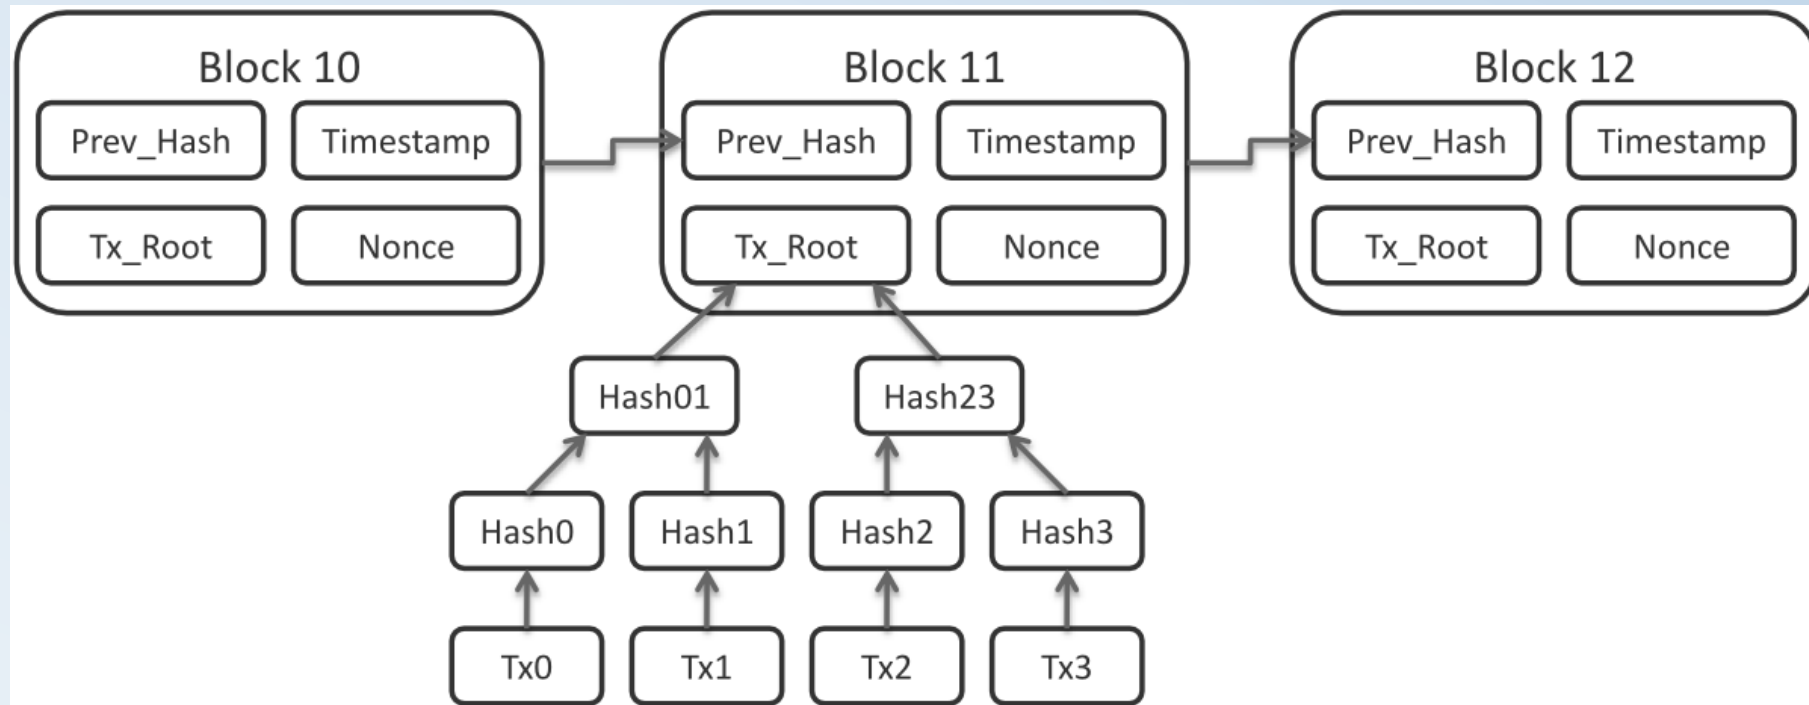 Block 10
Block 11
Block 12
Prev_Hash Timestamp
Prev_Hash Timestamp
Prev_Hash Timestamp
Tx_Root Nonce
Tx_Root Nonce
Tx_Root Nonce
Hash01 Hash23
Hash0 Hash1 Hash2 Hash3
Tx0 Tx1 Tx2 Tx3